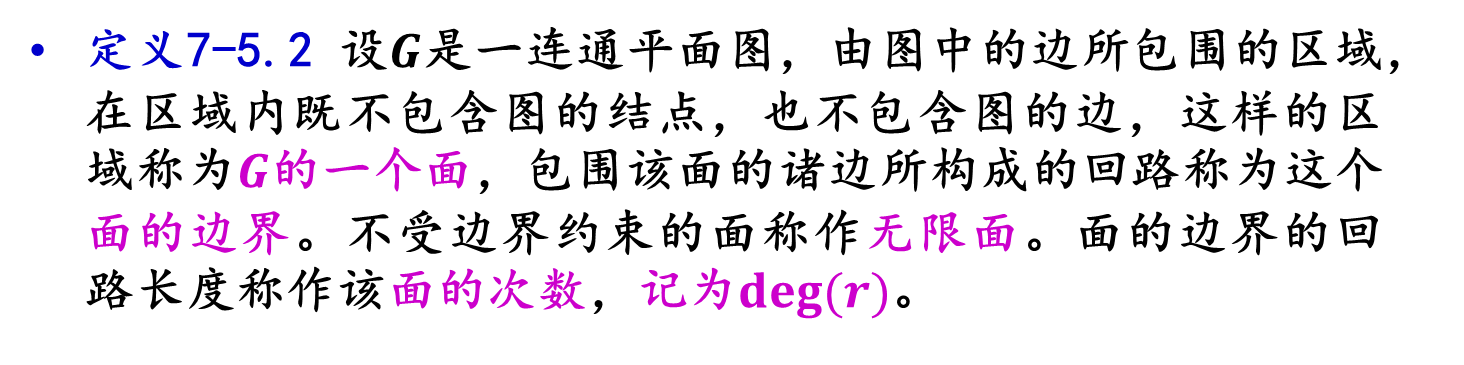 • 定义7-5.2 设G是一连通平面图，由图中的边所包围的区域，
在区域内既不包含图的结点，也不包含图的边，这样的区
域称为G的一个面，包围该面的诸边所构成的回路称为这个
面的边界。不受边界约束的面称作无限面。面的边界的回
路长度称作该面的次数，记为deg(r)。